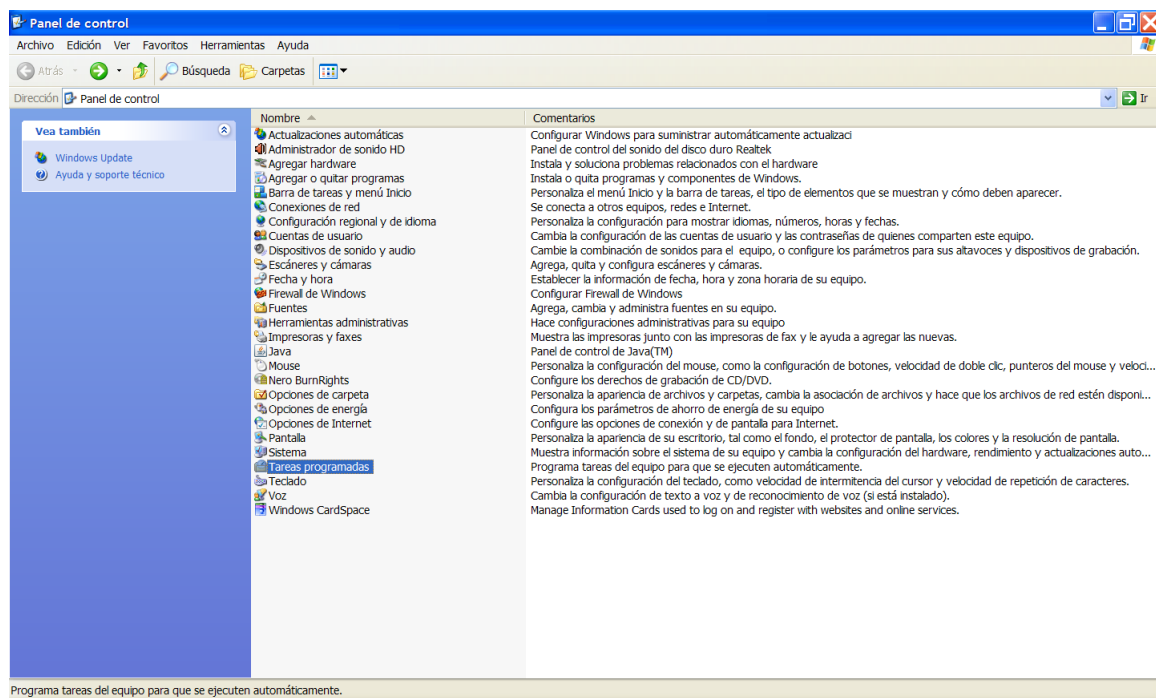 Panel de control
Archivo Edición Ver Favoritos Herramientas Ayuda
Atrás Búsqueda Carpetas
Dirección Panel de control Ir
Vea también
Windows Update
Ayuda y soporte técnico
Nombre Comentarios
Actualizaciones automáticas Configurar Windows para suministrar automáticamente actualizaci
Administrador de sonido HD Panel de control del sonido del disco duro Realtek
Agregar hardware Instala y soluciona problemas relacionados con el hardware
Agregar o quitar programas Instala o quita programas y componentes de Windows.
Barra de tareas y menú Inicio Personaliza el menú Inicio y la barra de tareas, el tipo de elementos que se muestran y cómo deben aparecer.
Conexiones de red Se conecta a otros equipos, redes e Internet.
Configuración regional y de idioma Personaliza la configuración para mostrar idiomas, números, horas y fechas.
Cuentas de usuario Cambia la configuración de las cuentas de usuario y las contraseñas de quienes comparten este equipo.
Dispositivos de sonido y audio Cambie la combinación de sonidos para el equipo, o configure los parámetros para sus altavoces y dispositivos de grabación.
Escáneres y cámaras Agrega, quita y configura escáneres y cámaras.
Fecha y hora Establecer la información de fecha, hora y zona horaria de su equipo.
Firewall de Windows Configurar Firewall de Windows
Fuentes Agrega, cambia y administra fuentes en su equipo.
Herramientas administrativas Hace configuraciones administrativas para su equipo
Impresoras y faxes Muestra las impresoras junto con las impresoras de fax y le ayuda a agregar las nuevas.
Java Panel de control de Java(TM)
Mouse Personaliza la configuración del mouse, como la configuración de botones, velocidad de doble clic, punteros del mouse y veloci...
Nero BurnRights Configure los derechos de grabación de CD/DVD.
Opciones de carpeta Personaliza la apariencia de archivos y carpetas, cambia la asociación de archivos y hace que los archivos de red estén disponi...
Opciones de energía Configura los parámetros de ahorro de energía de su equipo
Opciones de Internet Configure las opciones de conexión y de pantalla para Internet.
Pantalla Personaliza la apariencia de su escritorio, tal como el fondo, el protector de pantalla, los colores y la resolución de pantalla.
Sistema Muestra información sobre el sistema de su equipo y cambia la configuración del hardware, rendimiento y actualizaciones auto...
Tareas programadas Programa tareas del equipo para que se ejecuten automáticamente.
Teclado Personaliza la configuración del teclado, como velocidad de intermitencia del cursor y velocidad de repetición de caracteres.
Voz Cambia la configuración de texto a voz y de reconocimiento de voz (si está instalado).
Windows CardSpace Manage Information Cards used to log on and register with websites and online services.
Programa tareas del equipo para que se ejecuten automáticamente.